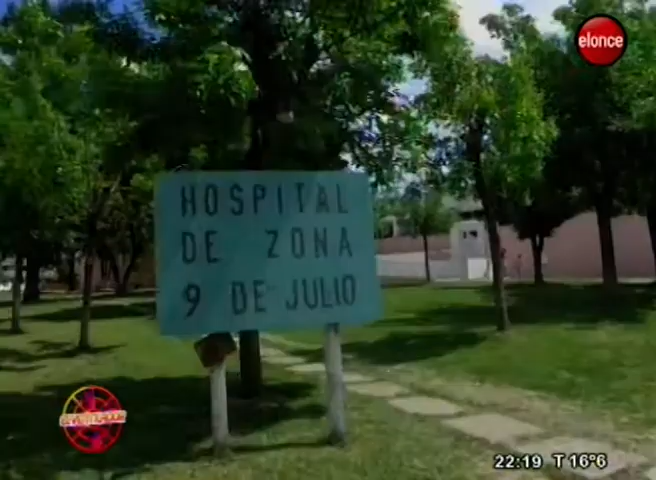 elonce
HOSPITAL
DE ZONA
9 DE JULIO
22:19 T 16°6